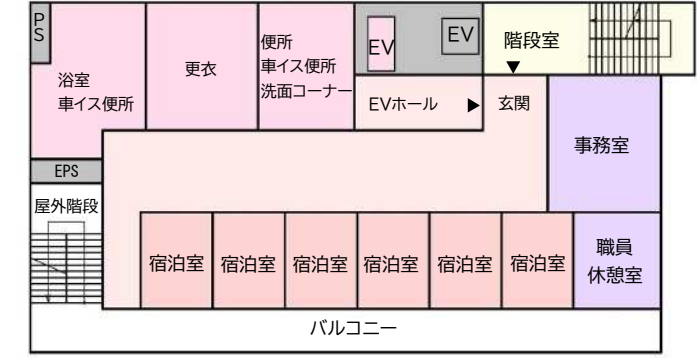 PS
浴室
車イス便所
更衣
便所
車イス便所
洗面コーナー
EV
EV
階段室
▼
EVホール
▶
玄関
事務室
EPS
屋外階段
宿泊室
宿泊室
宿泊室
宿泊室
宿泊室
宿泊室
職員
休憩室
バルコニー